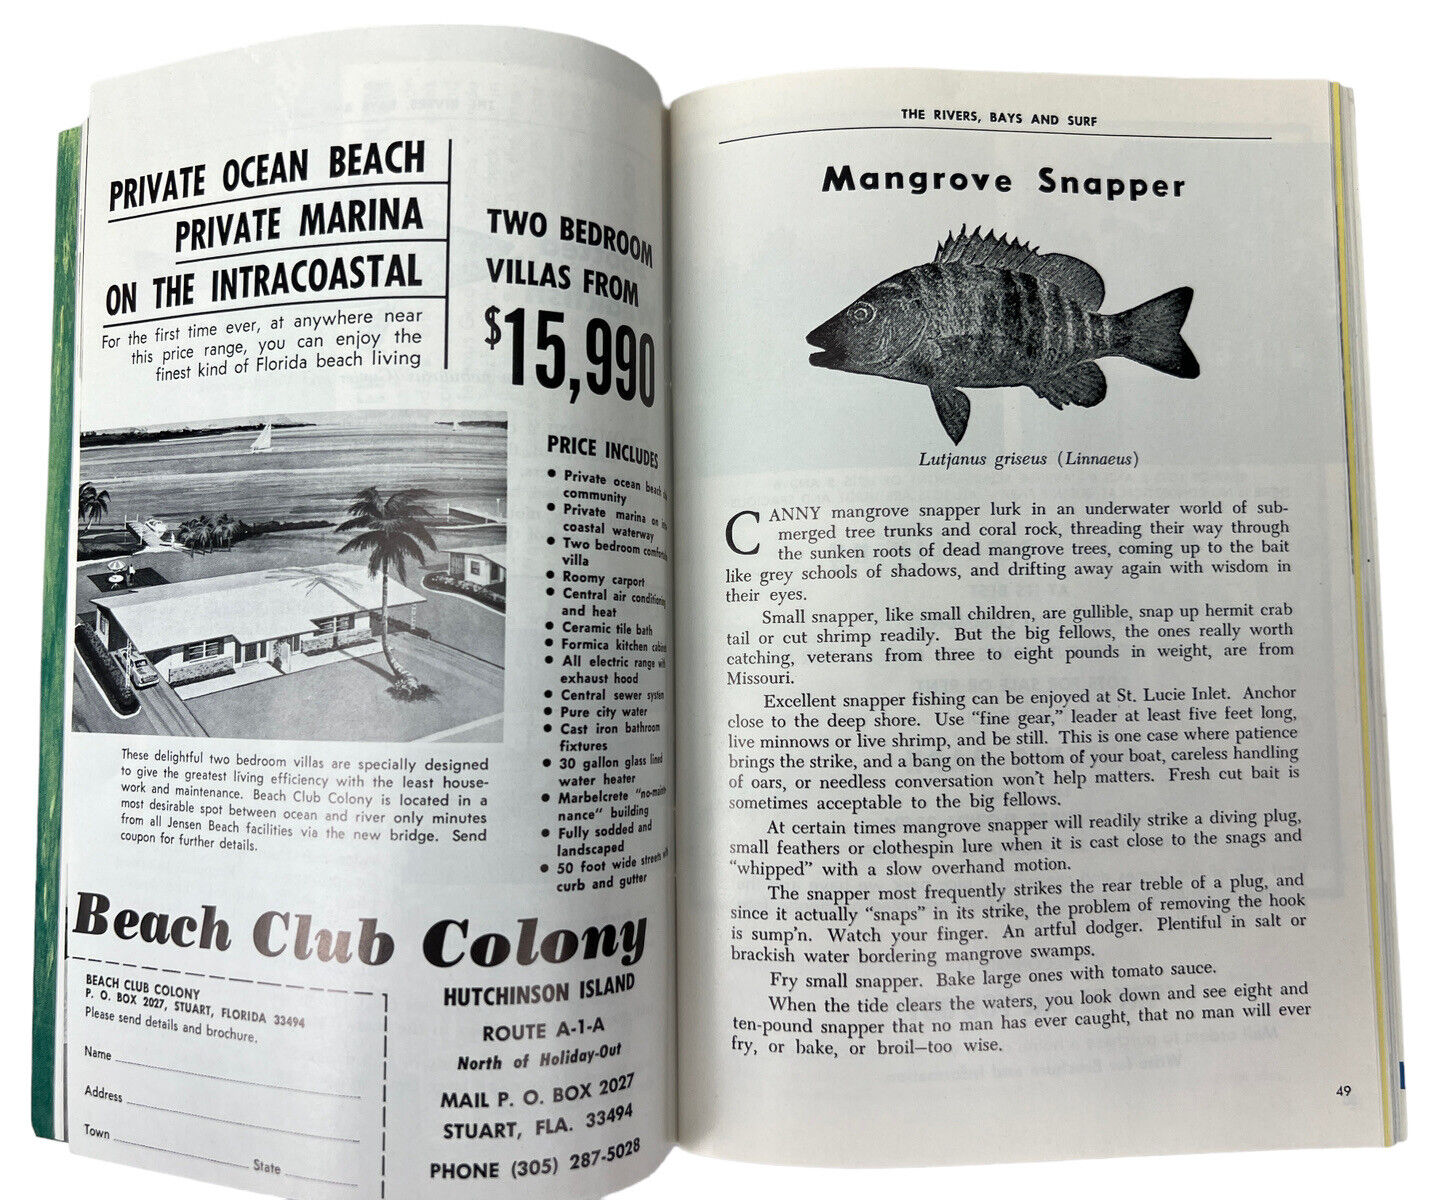 PRIVATE OCEAN BEACH
PRIVATE MARINA
ON THE INTRACOASTAL
For the first time ever, at anywhere near
this price range, you can enjoy the
finest kind of Florida beach living
TWO BEDROOM
VILLAS FROM
$15,990
PRICE INCLUDES
• Private ocean beach
community
• Private marina on
coastal waterway
• Two bedroom
villa
• Roomy carport
• Central air conditioning
and heat
• Ceramic tile bath
• Formica kitchen
• All electric range with
exhaust hood
• Central sewer system
• Pure city water
• Cast iron bathroom
fixtures
• 30 gallon glass lined
water heater
• Marbelcrete "no-maint-
nance" building
• Fully sodded and
landscaped
• 50 foot wide streets with
curb and gutter
These delightful two bedroom villas are specially designed
to give the greatest living efficiency with the least house-
work and maintenance. Beach Club Colony is located in a
most desirable spot between ocean and river only minutes
from all Jensen Beach facilities via the new bridge. Send
coupon for further details.
Beach Club Colony
BEACH CLUB COLONY
P. O. BOX 2027, STUART, FLORIDA 33494
Please send details and brochure.
Name
Address
Town
State
HUTCHINSON ISLAND
ROUTE A-1-A
North of Holiday-Out
MAIL P. O. BOX 2027
STUART, FLA. 33494
PHONE (305) 287-5028
THE RIVERS, BAYS AND SURF
Mangrove Snapper
Lutjanus griseus (Linnaeus)
CANNY mangrove snapper lurk in an underwater world of sub-
merged tree trunks and coral rock, threading their way through
the sunken roots of dead mangrove trees, coming up to the bait
like grey schools of shadows, and drifting away again with wisdom in
their eyes.
Small snapper, like small children, are gullible, snap up hermit crab
tail or cut shrimp readily. But the big fellows, the ones really worth
catching, veterans from three to eight pounds in weight, are from
Missouri.
Excellent snapper fishing can be enjoyed at St. Lucie Inlet. Anchor
close to the deep shore. Use "fine gear," leader at least five feet long,
live minnows or live shrimp, and be still. This is one case where patience
brings the strike, and a bang on the bottom of your boat, careless handling
of oars, or needless conversation won't help matters. Fresh cut bait is
sometimes acceptable to the big fellows.
At certain times mangrove snapper will readily strike a diving plug,
small feathers or clothespin lure when it is cast close to the snags and
"whipped" with a slow overhand motion.
The snapper most frequently strikes the rear treble of a plug, and
since it actually "snaps" in its strike, the problem of removing the hook
is sump'n. Watch your finger. An artful dodger. Plentiful in salt or
brackish water bordering mangrove swamps.
Fry small snapper. Bake large ones with tomato sauce.
When the tide clears the waters, you look down and see eight and
ten-pound snapper that no man has ever caught, that no man will ever
fry, or bake, or broil—too wise.
49